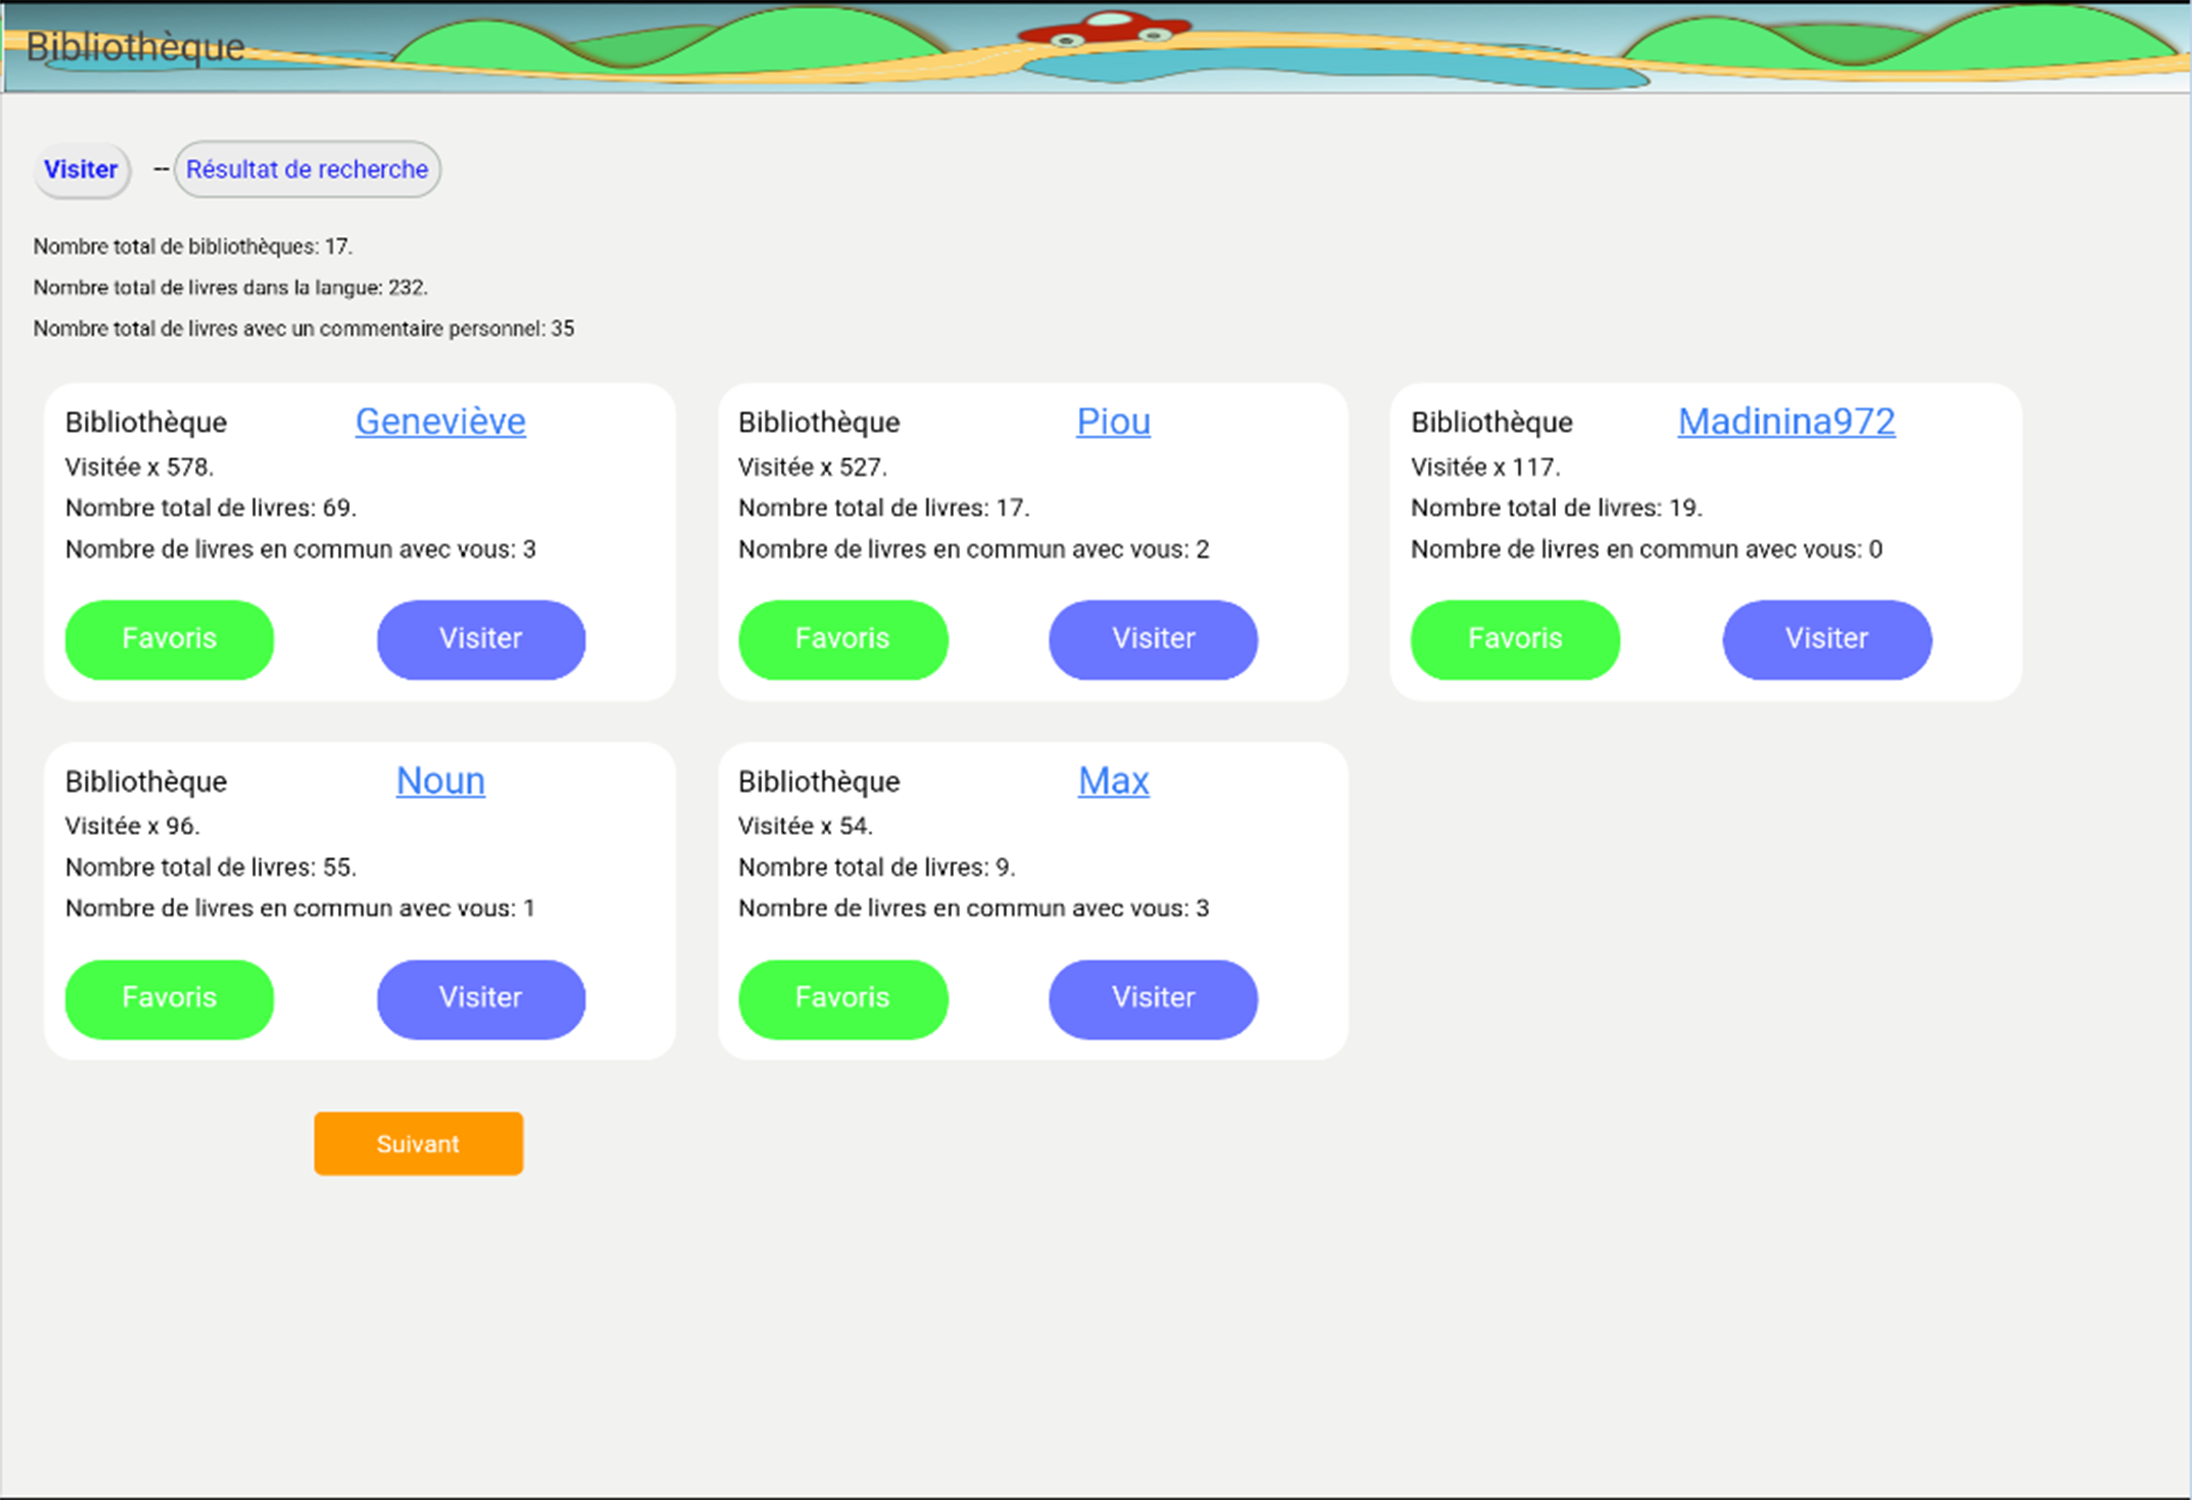 Bibliothèque
Visiter -- Résultat de recherche
Nombre total de bibliothèques: 17.
Nombre total de livres dans la langue: 232.
Nombre total de livres avec un commentaire personnel: 35
Bibliothèque Geneviève
Visitée x 578.
Nombre total de livres: 69.
Nombre de livres en commun avec vous: 3
Favoris Visiter
Bibliothèque Piou
Visitée x 527.
Nombre total de livres: 17.
Nombre de livres en commun avec vous: 2
Favoris Visiter
Bibliothèque Madinina972
Visitée x 117.
Nombre total de livres: 19.
Nombre de livres en commun avec vous: 0
Favoris Visiter
Bibliothèque Noun
Visitée x 96.
Nombre total de livres: 55.
Nombre de livres en commun avec vous: 1
Favoris Visiter
Bibliothèque Max
Visitée x 54.
Nombre total de livres: 9.
Nombre de livres en commun avec vous: 3
Favoris Visiter
Suivant